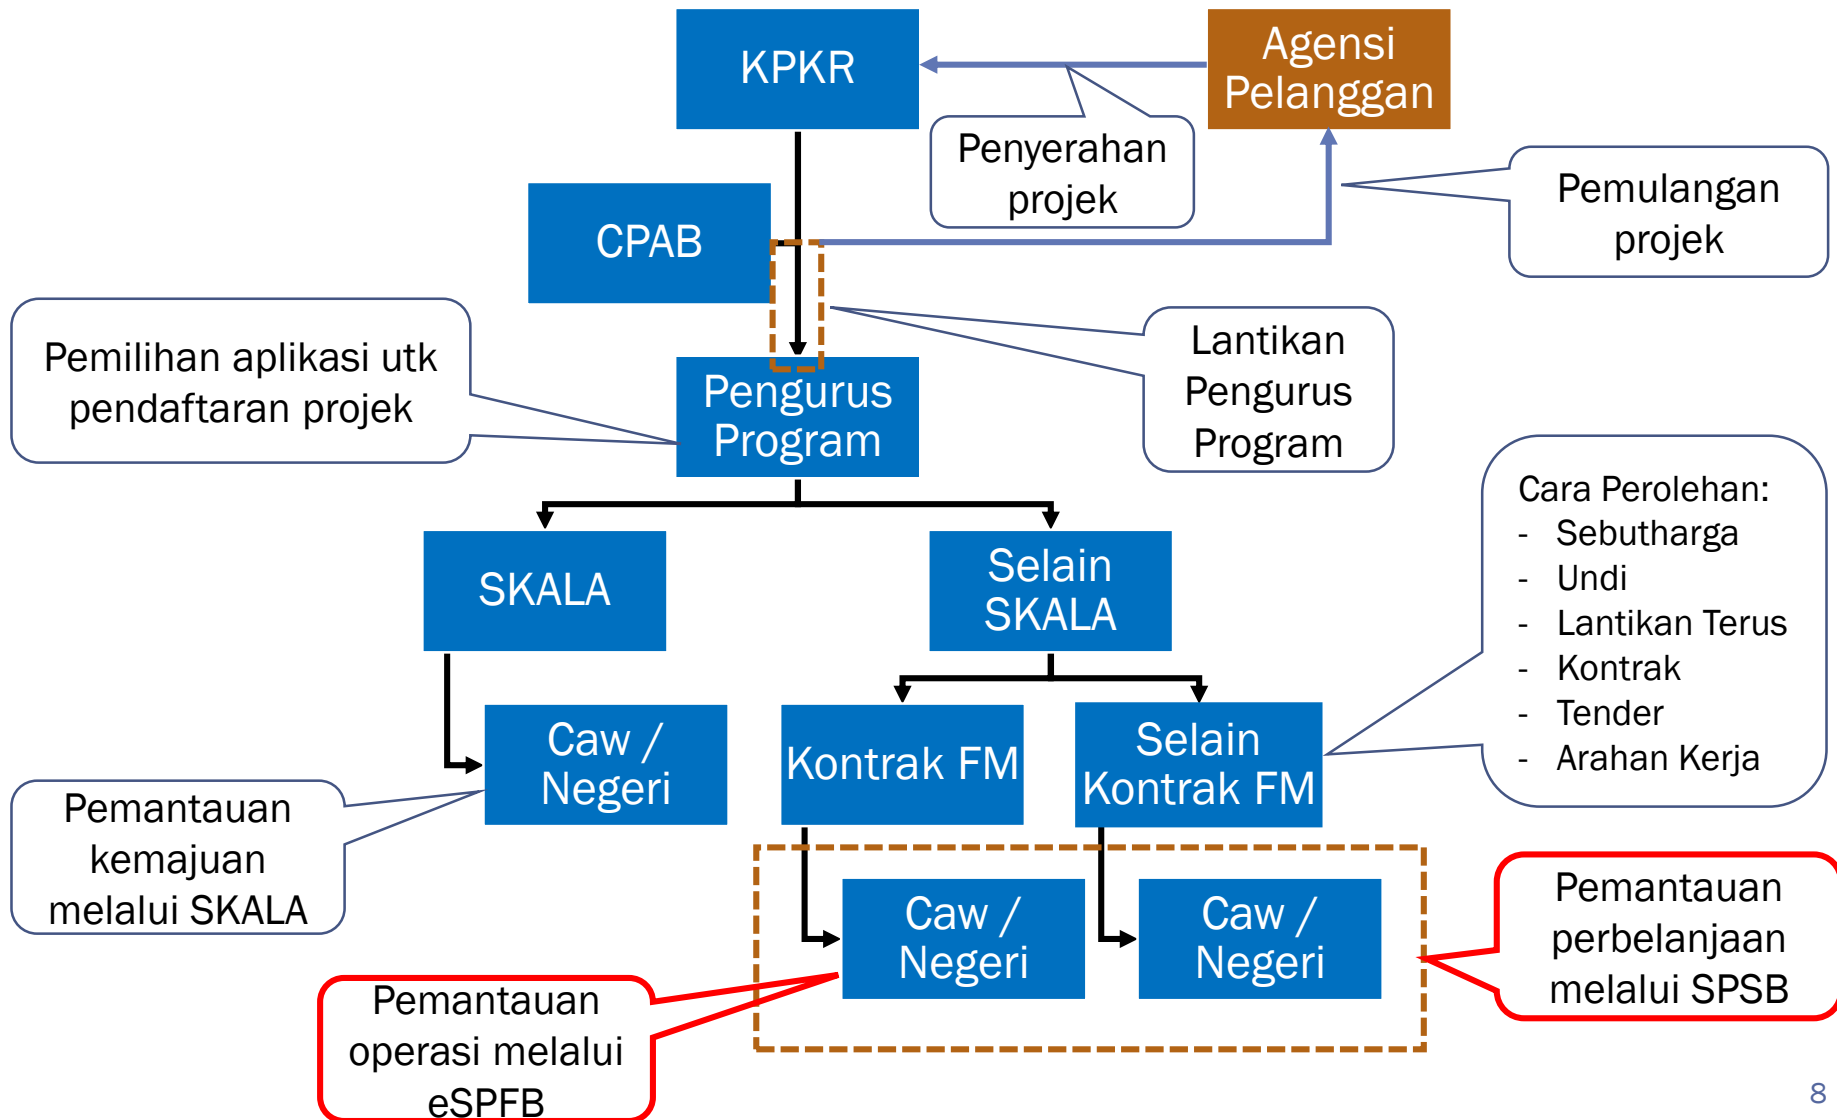 KPKR
Agensi
Pelanggan
Penyerahan
projek
Pemulangan
projek
CPAB
Pemilihan aplikasi utk
pendaftaran projek
Lantikan
Pengurus
Program
Pengurus
Program
SKALA
Selain
SKALA
Cara Perolehan:
- Sebutharga
- Undi
- Lantikan Terus
- Kontrak
- Tender
- Arahan Kerja
Caw /
Negeri
Kontrak FM
Selain
Kontrak FM
Pemantauan
kemajuan
melalui SKALA
Caw /
Negeri
Caw /
Negeri
Pemantauan
perbelanjaan
melalui SPSB
Pemantauan
operasi melalui
eSPFB
8